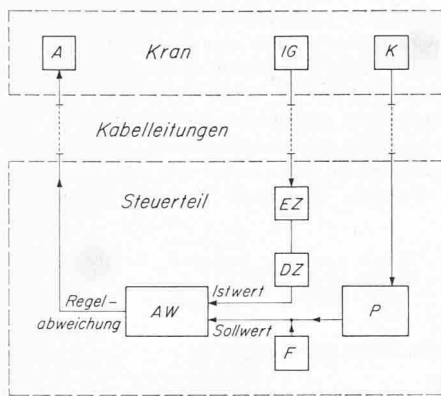 A
Kran
IG
K
Kabelleitungen
Steuerteil
EZ
DZ
Istwert
Regel-
abweichung
AW
Sollwert
P
F